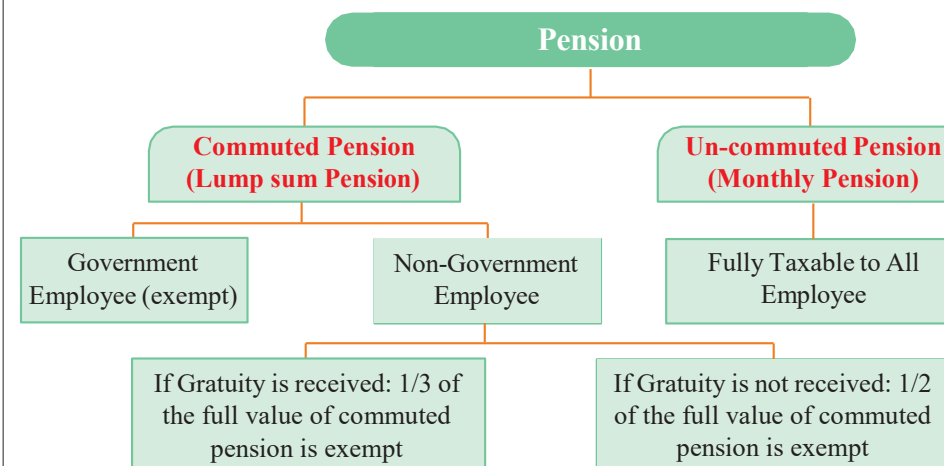 Pension
Commuted Pension
(Lump sum Pension)
Un-commuted Pension
(Monthly Pension)
Government
Employee (exempt)
Non-Government
Employee
Fully Taxable to All
Employee
If Gratuity is received: 1/3 of
the full value of commuted
pension is exempt
If Gratuity is not received: 1/2
of the full value of commuted
pension is exempt